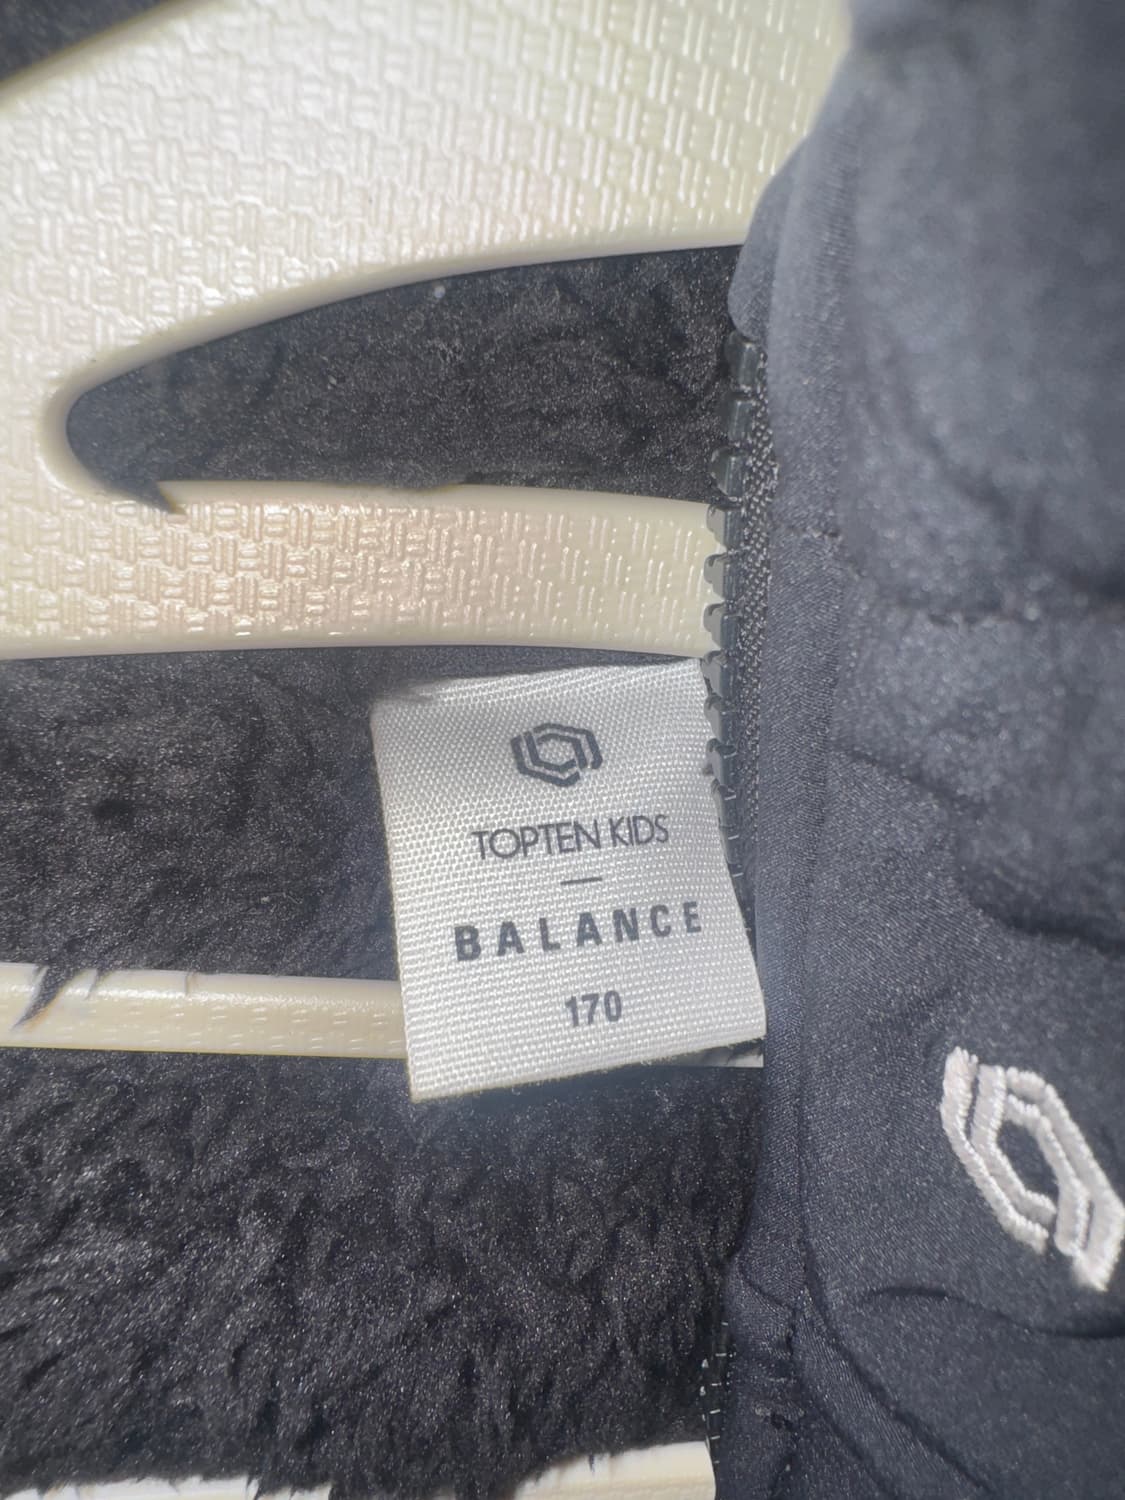 TOPTEN KIDS
BALANCE
170